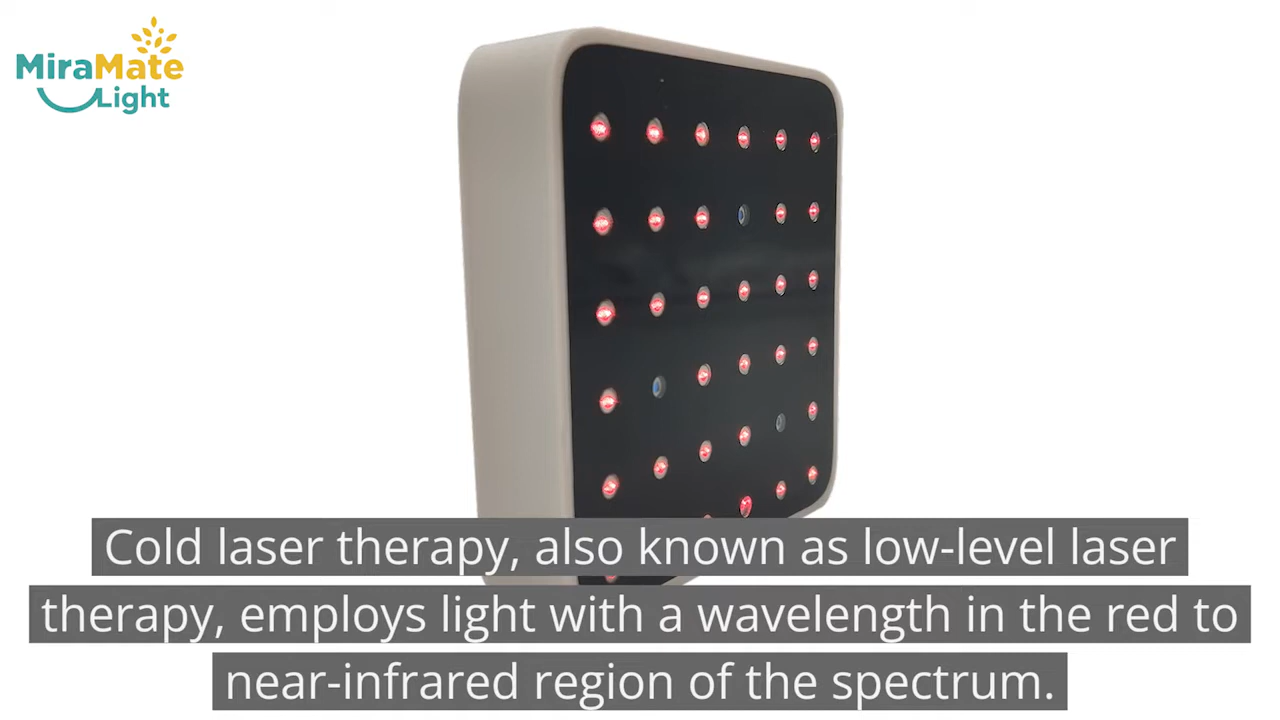 MiraMate
Light
Cold laser therapy, also known as low-level laser
therapy, employs light with a wavelength in the red to
near-infrared region of the spectrum.